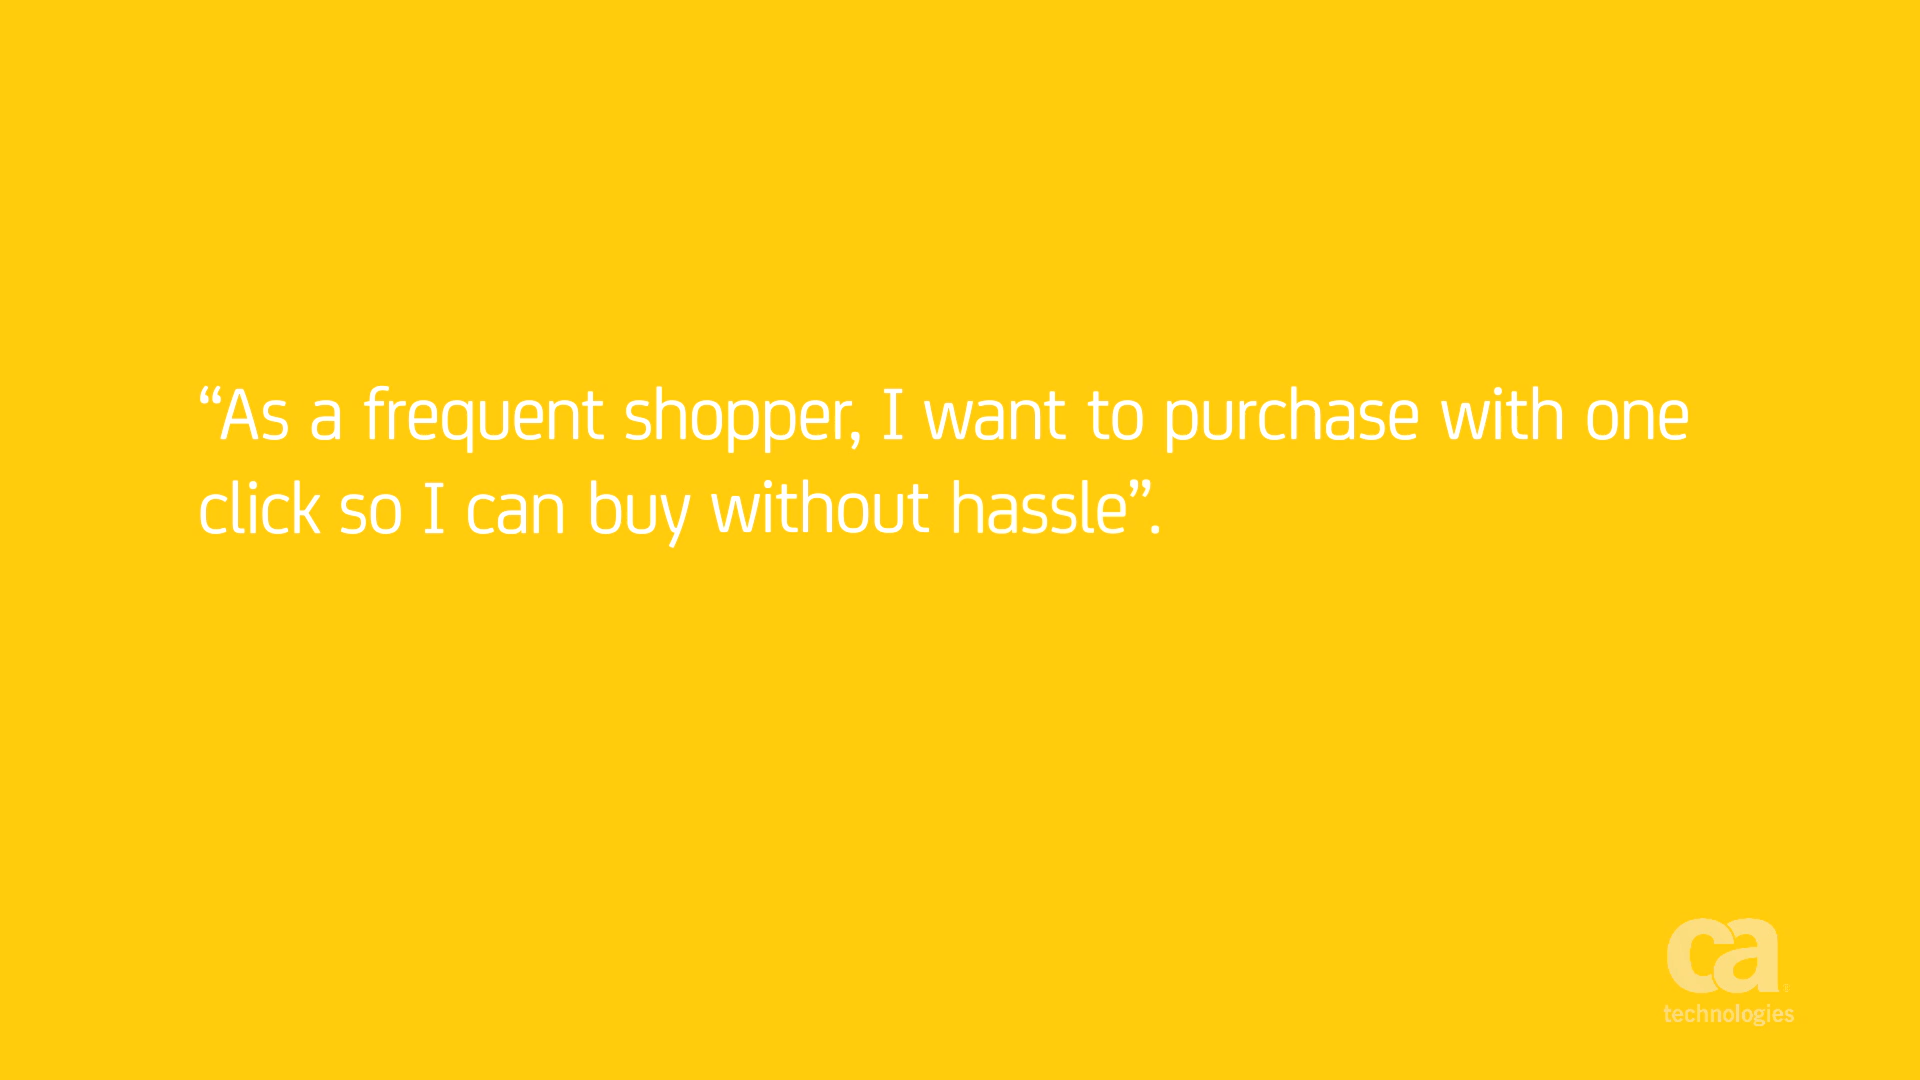 “As a frequent shopper, I want to purchase with one
click so I can buy without hassle”.
ca
technologies